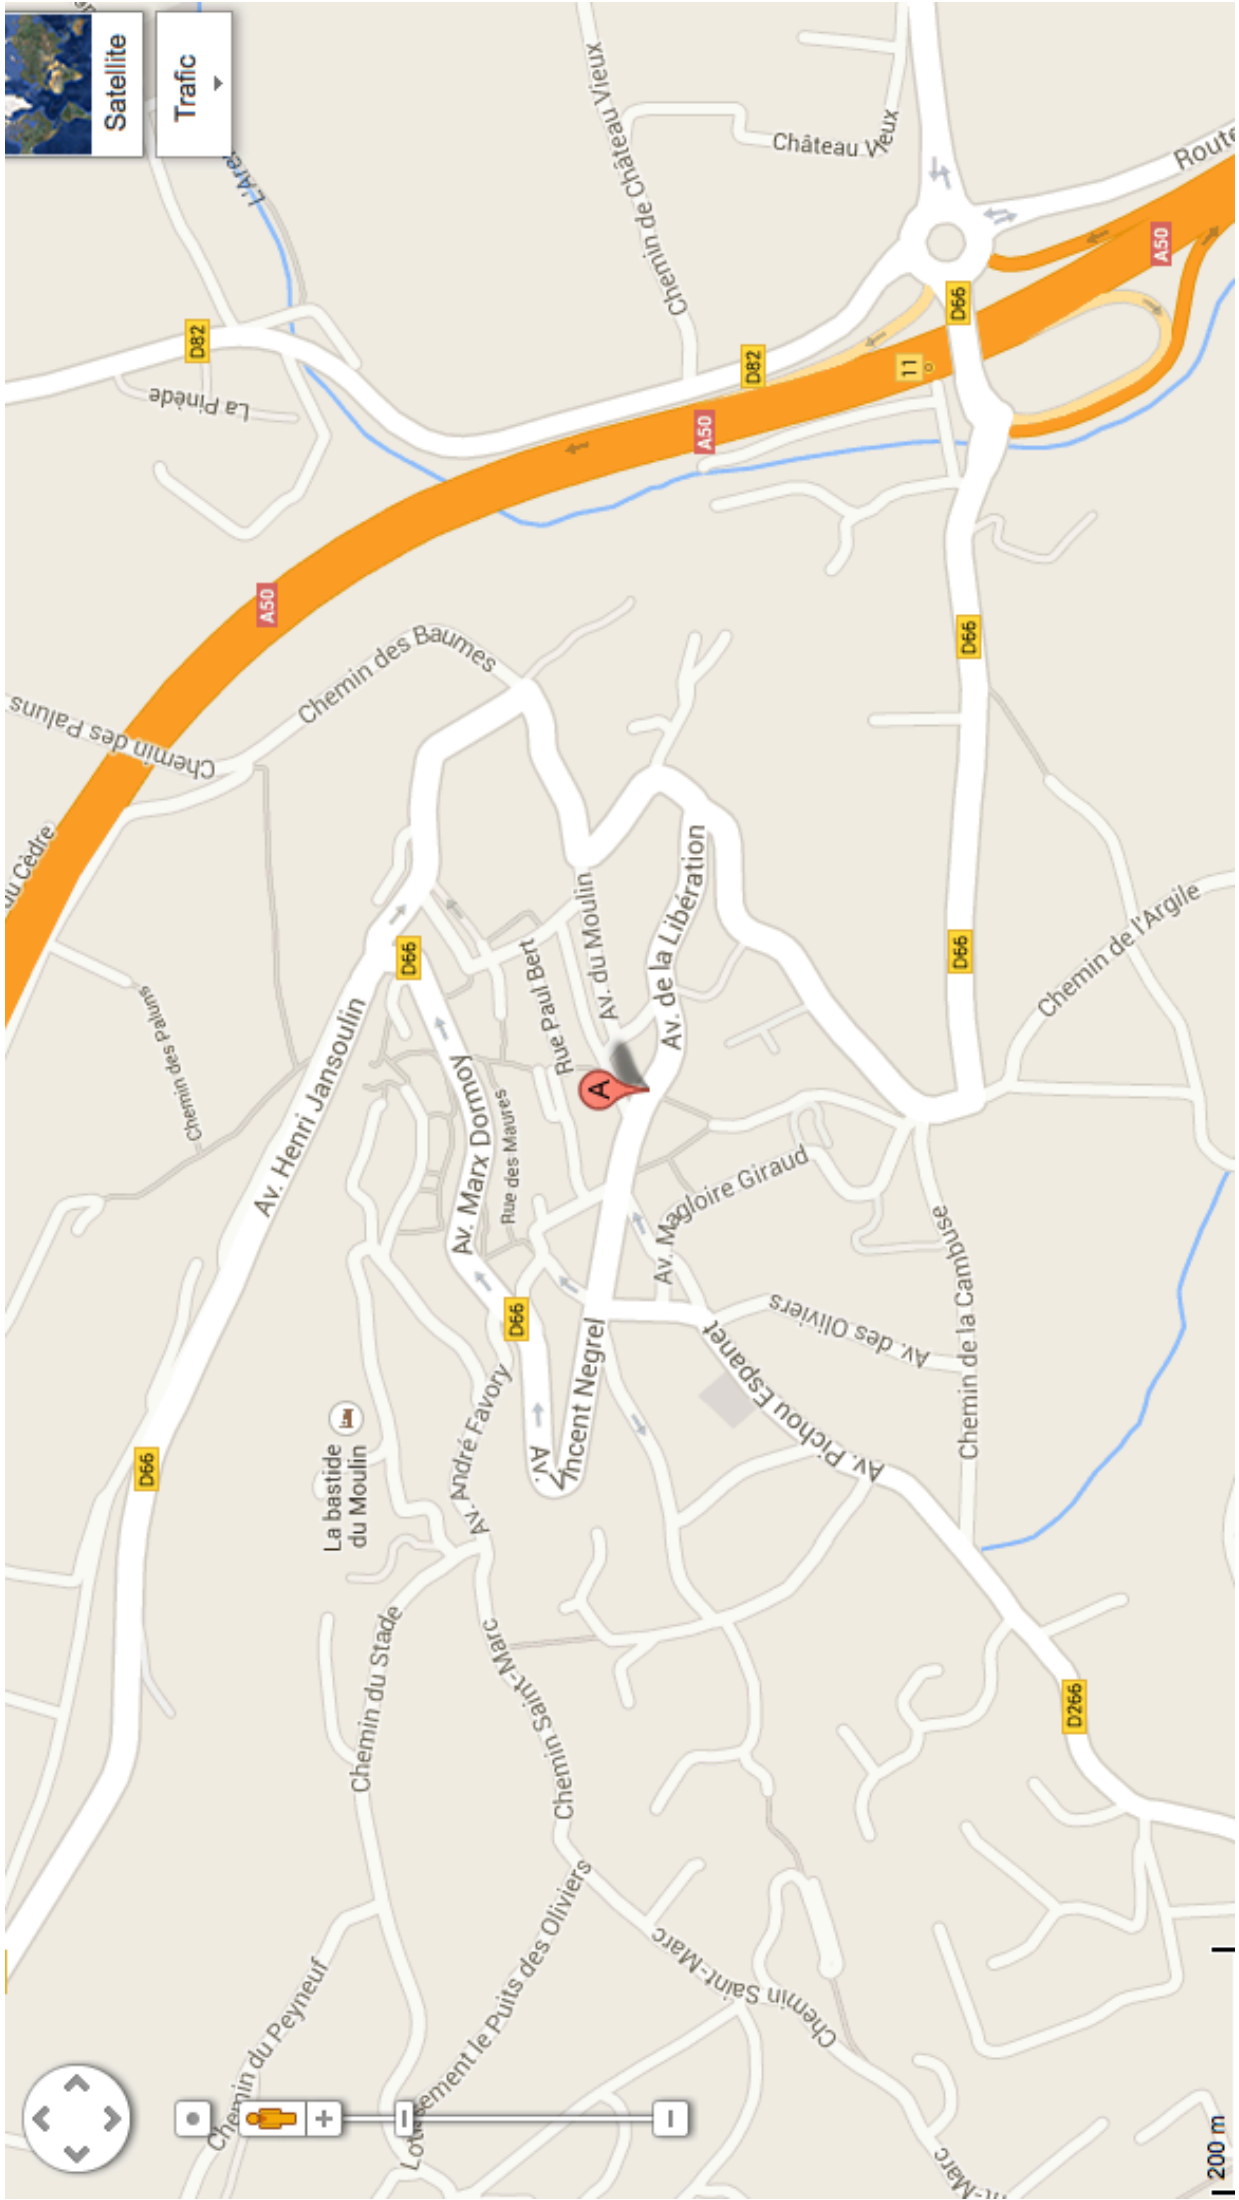 Satellite
Trafic
L'Aren
D82
La Pinède
Chemin de Château Vieux
Château Vieux
Route
A50
D66
11
D82
A50
A50
D66
Chemin des Paluns
Chemin des Baumes
du Cèdre
Chemin des Paluns
Av. Henri Jansoulin
D66
Av. Marx Dormoy
Rue des Maures
Rue Paul Bert
Av. du Moulin
Av. de la Libération
A
D66
Chemin de l'Argile
Av. Magloire Giraud
Chemin de la Cambuse
Av. des Oliviers
Av. Pichou Espanet
D66
Av. Vincent Negrel
Av. André Favory
La bastide
du Moulin
D66
Chemin du Stade
Chemin Saint-Marc
D266
Chemin Saint-Marc
Lotissement le Puits des Oliviers
Chemin du Peyneuf
nt-Marc
200 m